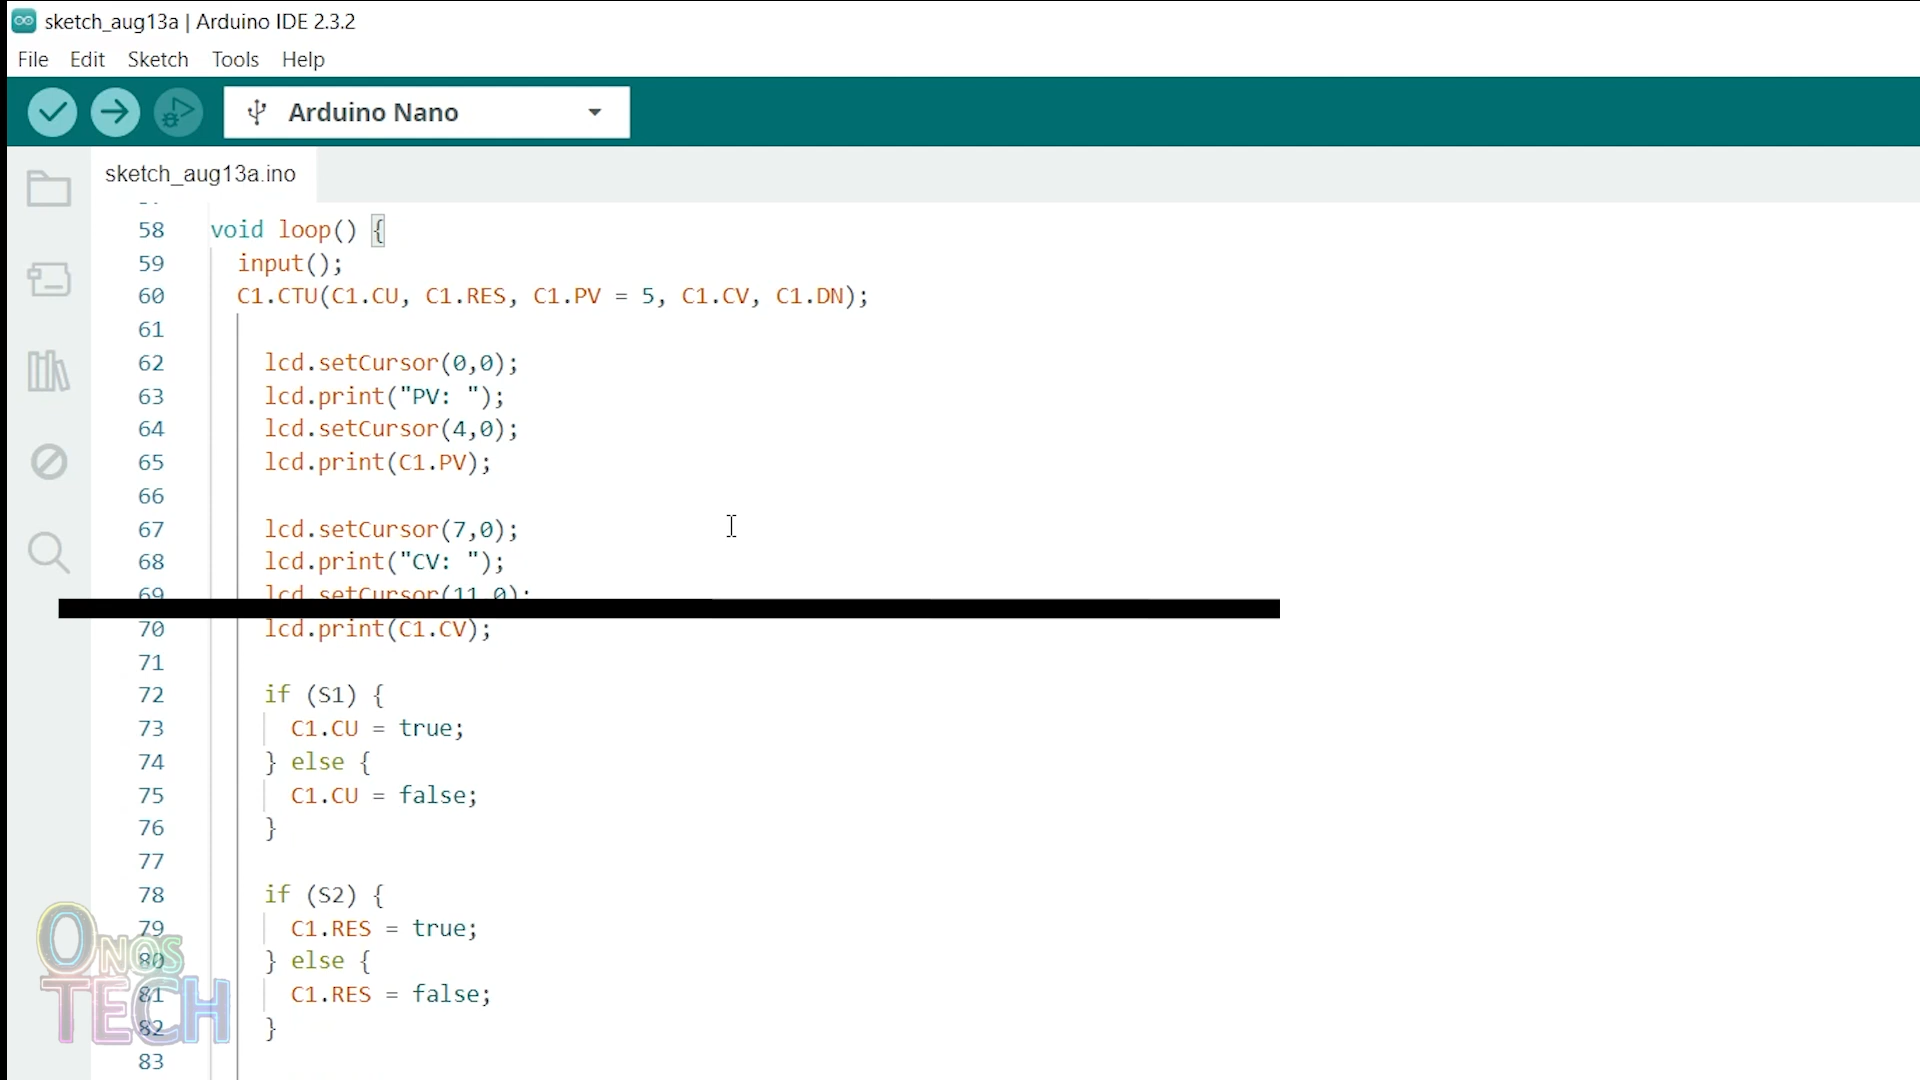 sketch_aug13a | Arduino IDE 2.3.2
File Edit Sketch Tools Help
Arduino Nano
sketch_aug13a.ino
58 void loop() {
59 input();
60 C1.CTU(C1.CU, C1.RES, C1.PV = 5, C1.CV, C1.DN);
61
62 lcd.setCursor(0,0);
63 lcd.print("PV: ");
64 lcd.setCursor(4,0);
65 lcd.print(C1.PV);
66
67 lcd.setCursor(7,0);
68 lcd.print("CV: ");
69 lcd.setCursor(11,0);
70 lcd.print(C1.CV);
71
72 if (S1) {
73 C1.CU = true;
74 } else {
75 C1.CU = false;
76 }
77
78 if (S2) {
79 C1.RES = true;
80 } else {
81 C1.RES = false;
82 }
83
ONOS
TECH